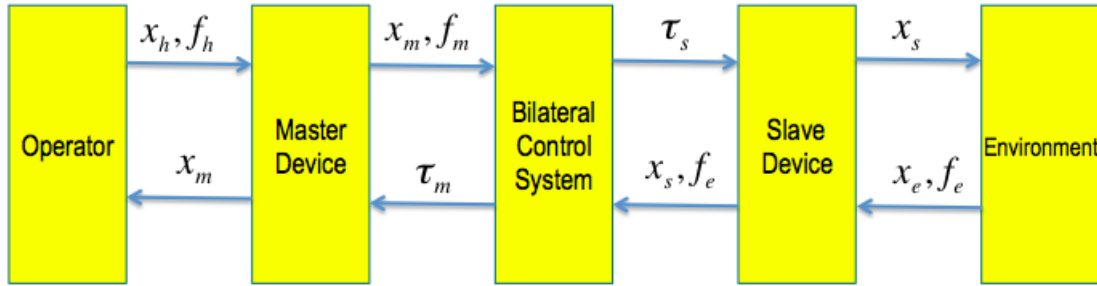 x_h, f_h
x_m, f_m
τ_s
x_s
Operator
Master
Device
Bilateral
Control
System
Slave
Device
Environment
x_m
τ_m
x_s, f_e
x_e, f_e